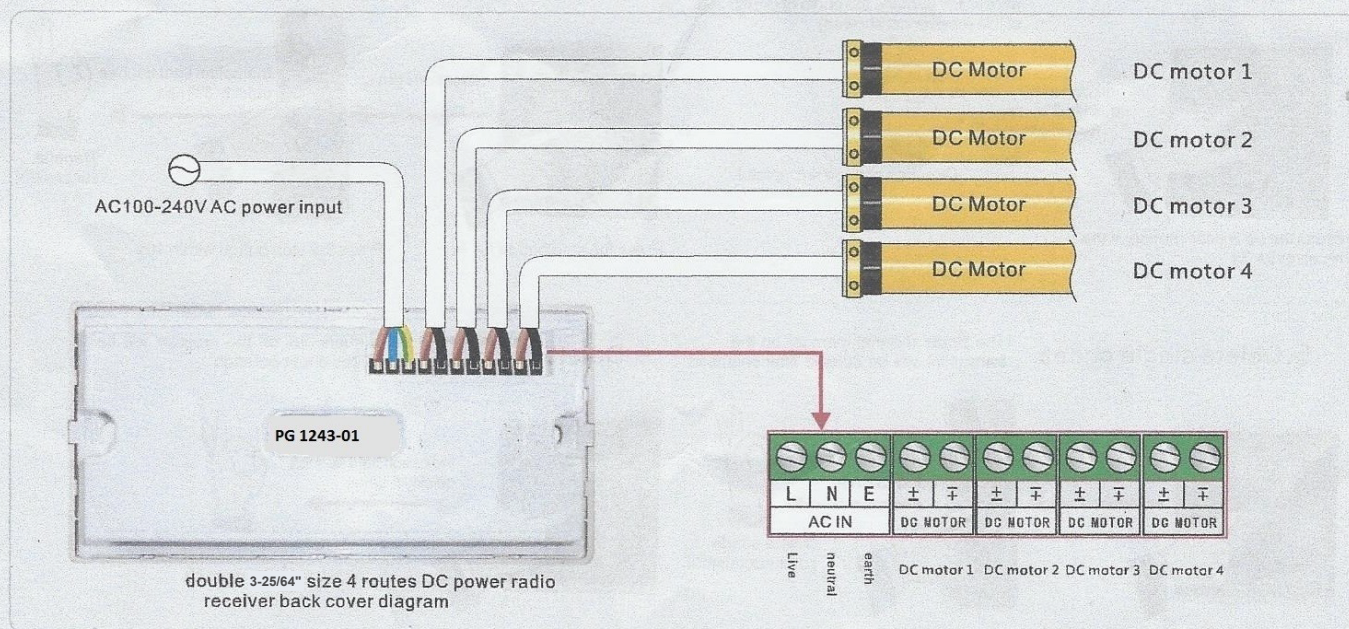 DC Motor
DC motor 1
DC Motor
DC motor 2
DC Motor
DC motor 3
DC Motor
DC motor 4
AC100-240V AC power input
PG 1243-01
L N E ± ∓ ± ∓ ± ∓ ± ∓
AC IN DC MOTOR DC MOTOR DC MOTOR DC MOTOR
Live neutral earth DC motor 1 DC motor 2 DC motor 3 DC motor 4
double 3-25/64" size 4 routes DC power radio
receiver back cover diagram